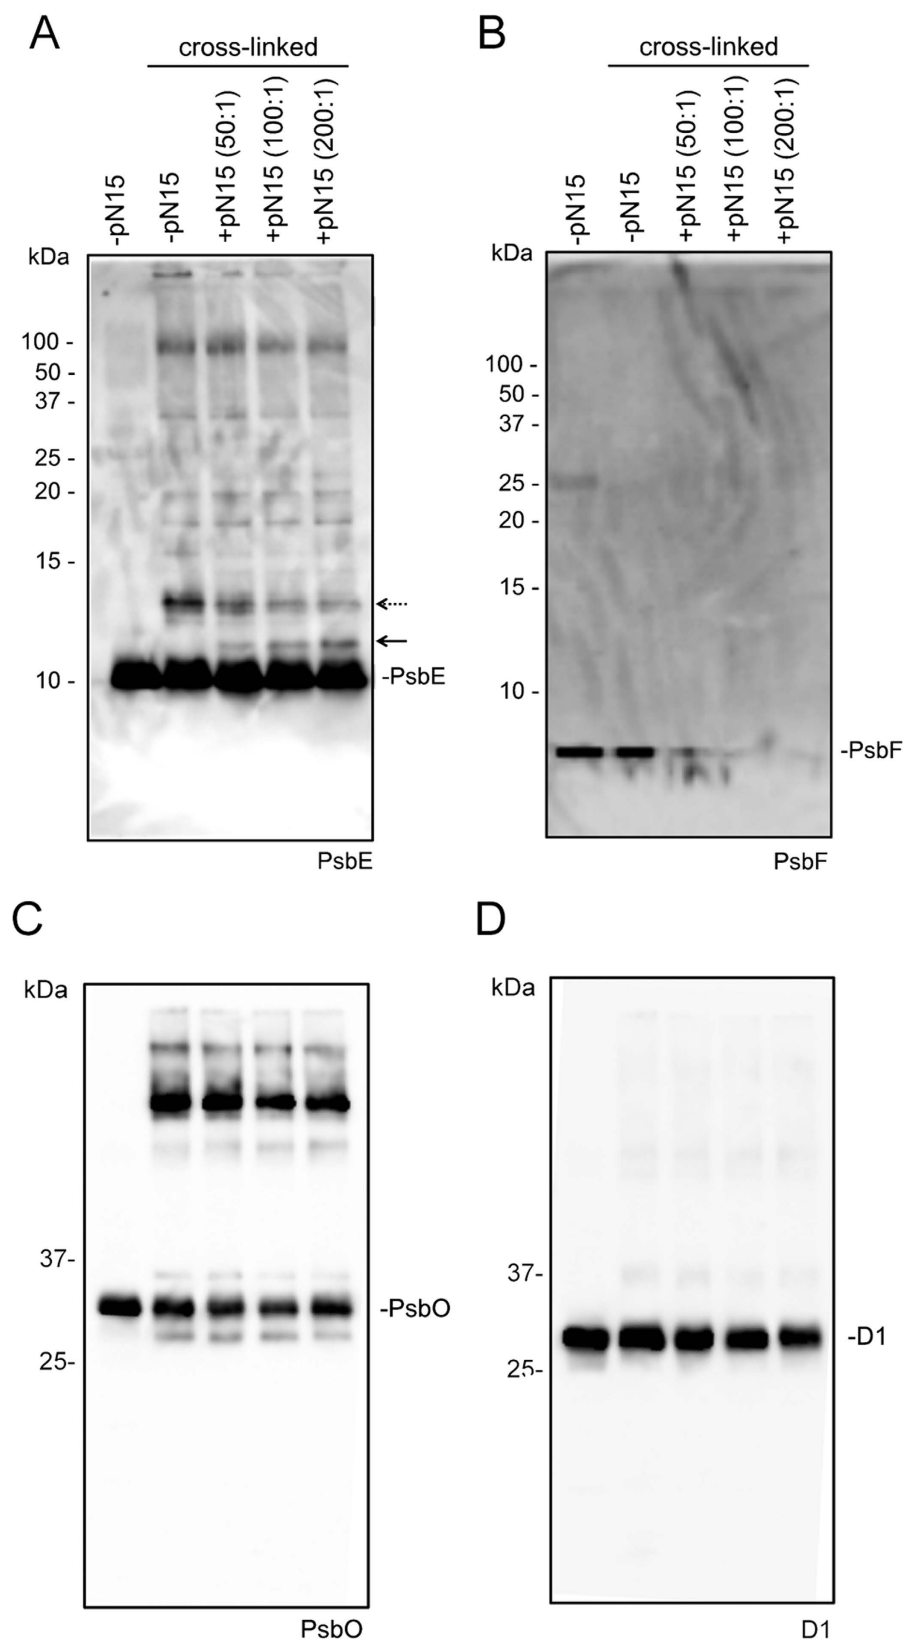 A
cross-linked
-pN15
-pN15
+pN15 (50:1)
+pN15 (100:1)
+pN15 (200:1)
kDa
100 -
50 -
37 -
25 -
20 -
15 -
10 -
-PsbE
PsbE
B
cross-linked
-pN15
-pN15
+pN15 (50:1)
+pN15 (100:1)
+pN15 (200:1)
kDa
100 -
50 -
37 -
25 -
20 -
15 -
10 -
-PsbF
PsbF
C
kDa
37-
25-
-PsbO
PsbO
D
kDa
37-
25-
-D1
D1